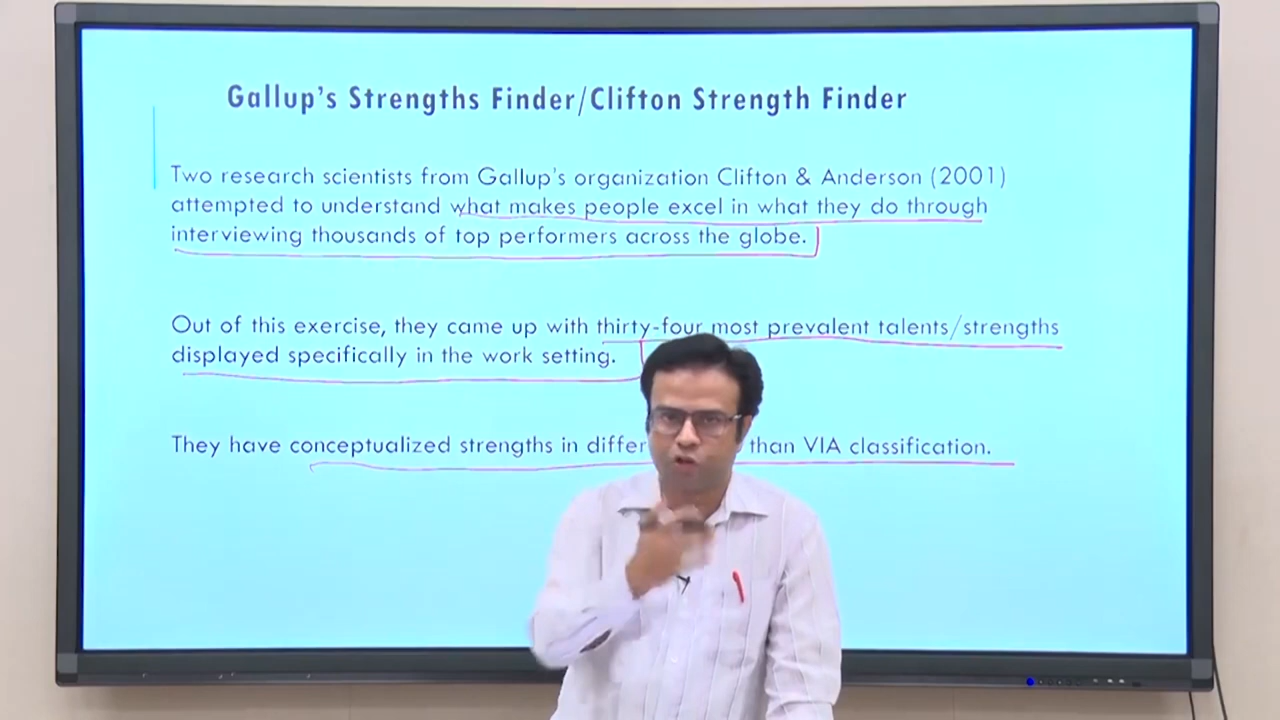 Gallup's Strengths Finder/Clifton Strength Finder
Two research scientists from Gallup's organization Clifton & Anderson (2001)
attempted to understand what makes people excel in what they do through
interviewing thousands of top performers across the globe.
Out of this exercise, they came up with thirty-four most prevalent talents/strengths
displayed specifically in the work setting.
They have conceptualized strengths in differ than VIA classification.